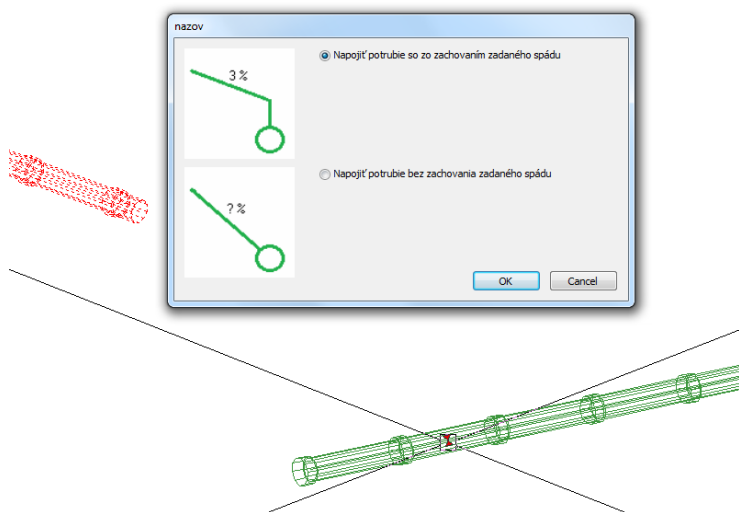 nazov
Napojiť potrubie so zo zachovaním zadaného spádu
3 %
Napojiť potrubie bez zachovania zadaného spádu
? %
OK
Cancel